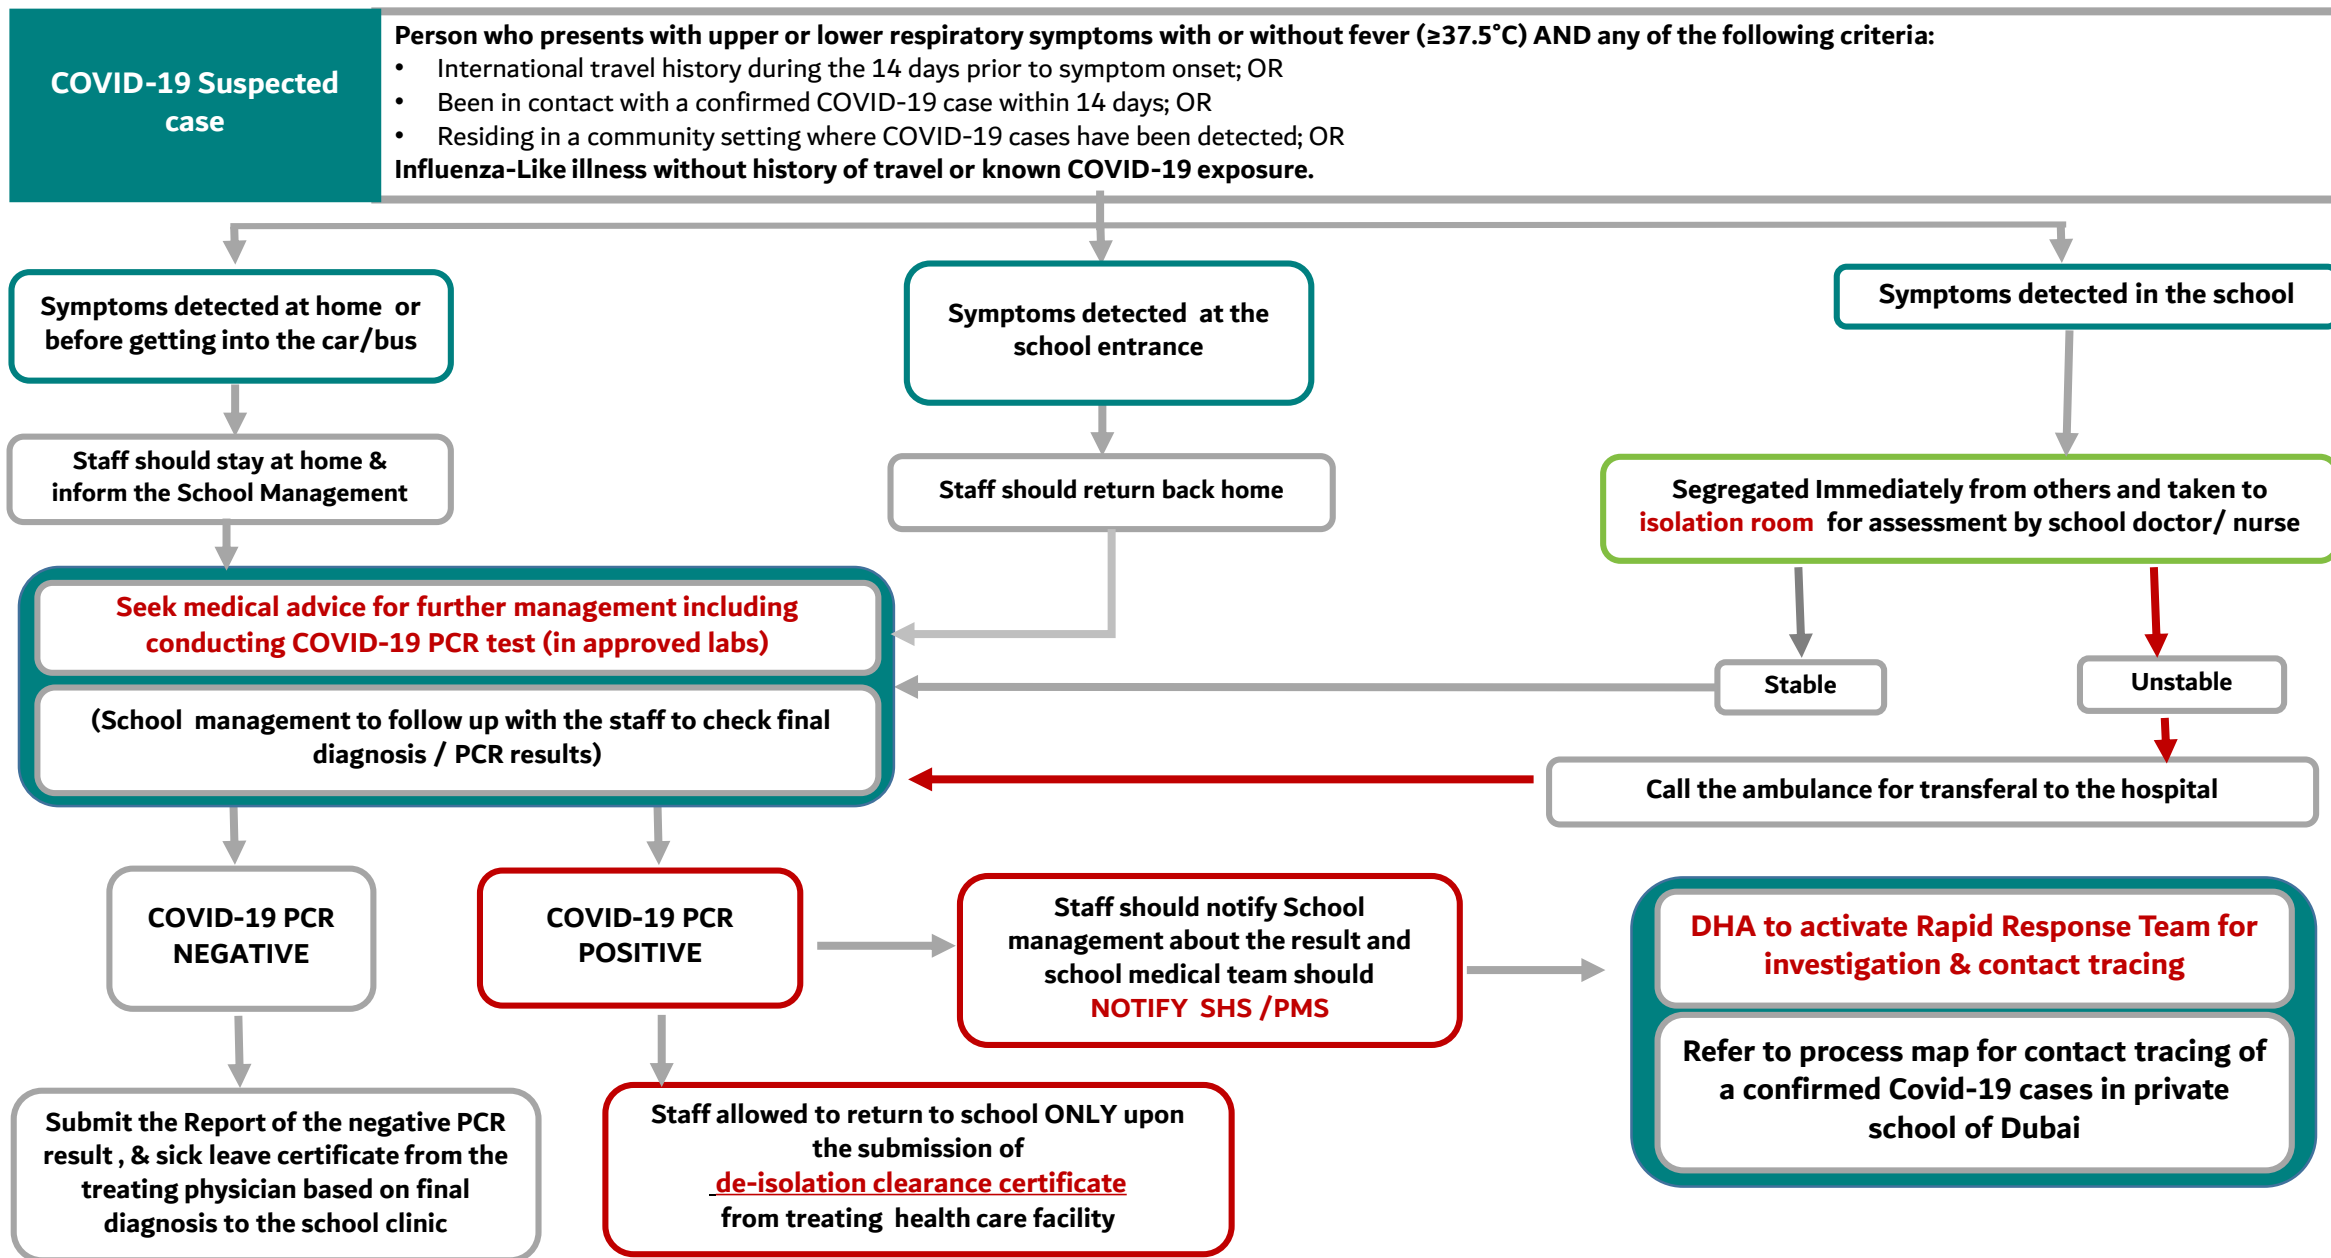 COVID-19 Suspected
case
Person who presents with upper or lower respiratory symptoms with or without fever (≥37.5°C) AND any of the following criteria:
• International travel history during the 14 days prior to symptom onset; OR
• Been in contact with a confirmed COVID-19 case within 14 days; OR
• Residing in a community setting where COVID-19 cases have been detected; OR
Influenza-Like illness without history of travel or known COVID-19 exposure.
Symptoms detected at home or
before getting into the car/bus
Symptoms detected at the
school entrance
Symptoms detected in the school
Staff should stay at home &
inform the School Management
Staff should return back home
Segregated Immediately from others and taken to
isolation room for assessment by school doctor/ nurse
Seek medical advice for further management including
conducting COVID-19 PCR test (in approved labs)
(School management to follow up with the staff to check final
diagnosis / PCR results)
Stable
Unstable
Call the ambulance for transferal to the hospital
COVID-19 PCR
NEGATIVE
COVID-19 PCR
POSITIVE
Staff should notify School
management about the result and
school medical team should
NOTIFY SHS /PMS
DHA to activate Rapid Response Team for
investigation & contact tracing
Refer to process map for contact tracing of
a confirmed Covid-19 cases in private
school of Dubai
Submit the Report of the negative PCR
result , & sick leave certificate from the
treating physician based on final
diagnosis to the school clinic
Staff allowed to return to school ONLY upon
the submission of
de-isolation clearance certificate
from treating health care facility